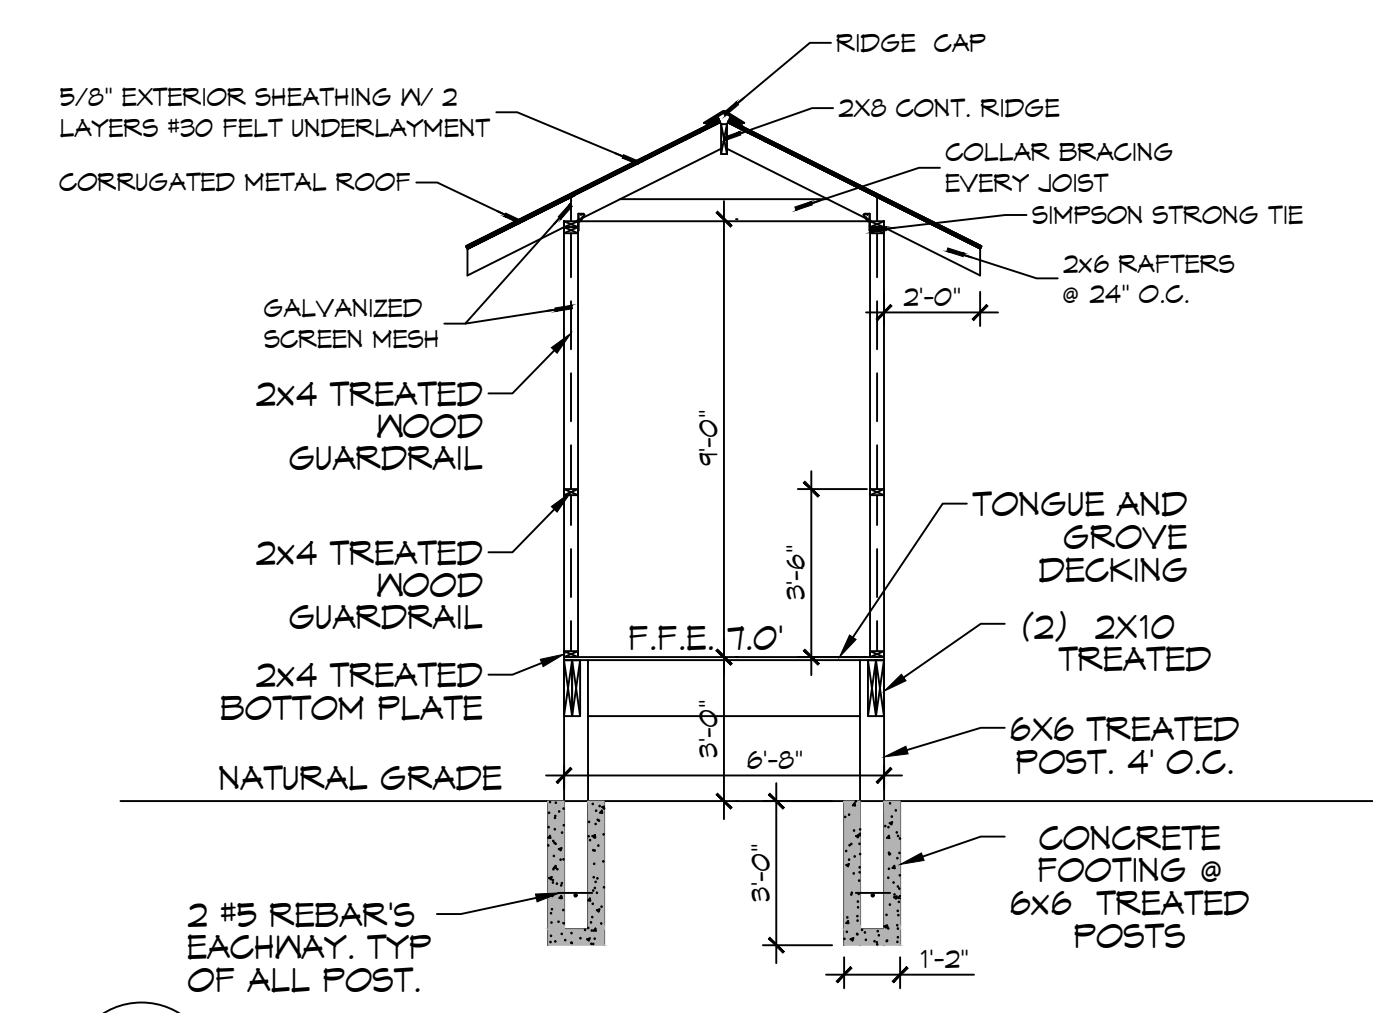 RIDGE CAP
5/8" EXTERIOR SHEATHING W/ 2
LAYERS #30 FELT UNDERLAYMENT
2X8 CONT. RIDGE
COLLAR BRACING
EVERY JOIST
CORRUGATED METAL ROOF
SIMPSON STRONG TIE
2x6 RAFTERS
@ 24" O.C.
2'-0"
GALVANIZED
SCREEN MESH
2x4 TREATED
WOOD
GUARDRAIL
9'-0"
TONGUE AND
GROVE
DECKING
2x4 TREATED
WOOD
GUARDRAIL
3'-6"
F.F.E. 7.0'
(2) 2X10
TREATED
2x4 TREATED
BOTTOM PLATE
3'-0"
6X6 TREATED
POST. 4' O.C.
6'-8"
NATURAL GRADE
CONCRETE
FOOTING @
6x6 TREATED
POSTS
3'-0"
2 #5 REBAR'S
EACHWAY. TYP
OF ALL POST.
1'-2"